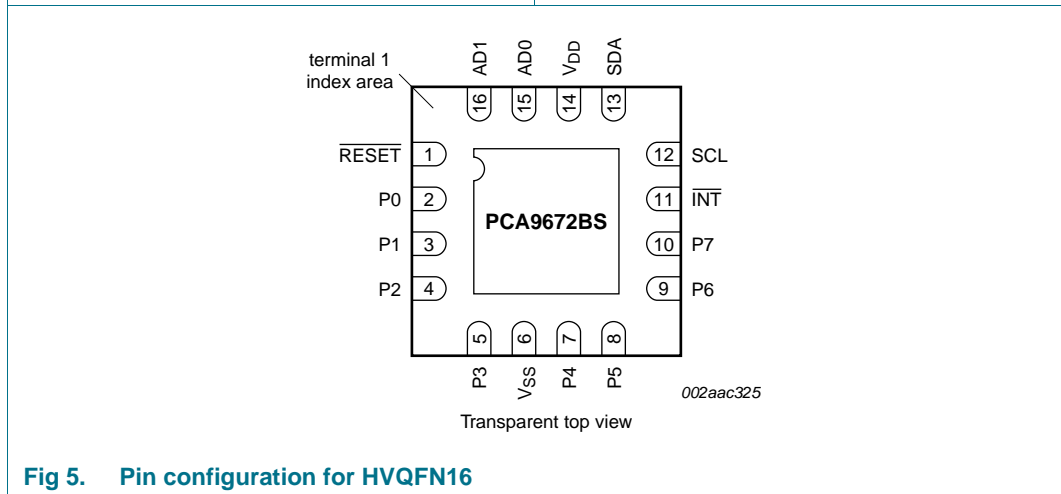 terminal 1
index area
AD1
AD0
VDD
SDA
16
15
14
13
RESET 1
12 SCL
P0 2
11 INT
PCA9672BS
P1 3
10 P7
P2 4
9 P6
5
6
7
8
P3
VSS
P4
P5
002aac325
Transparent top view
Fig 5. Pin configuration for HVQFN16